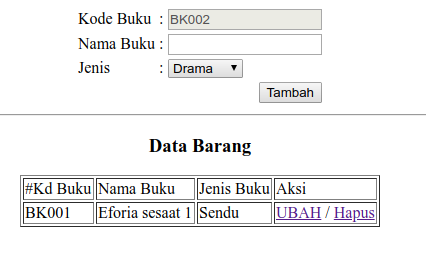 Kode Buku : BK002
Nama Buku :
Jenis : Drama
Tambah
Data Barang
#Kd Buku Nama Buku Jenis Buku Aksi
BK001 Eforia sesaat 1 Sendu UBAH / Hapus